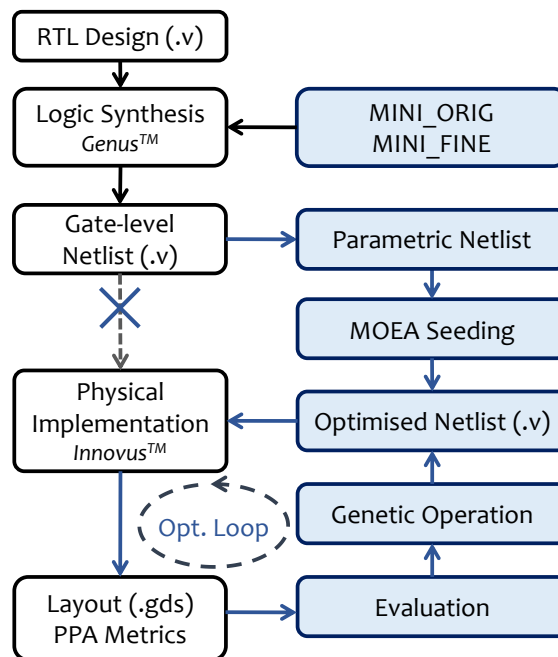 RTL Design (.v)
Logic Synthesis
Genus™
MINI_ORIG
MINI_FINE
Gate-level
Netlist (.v)
Parametric Netlist
MOEA Seeding
Physical
Implementation
Innovus™
Optimised Netlist (.v)
Opt. Loop
Genetic Operation
Layout (.gds)
PPA Metrics
Evaluation